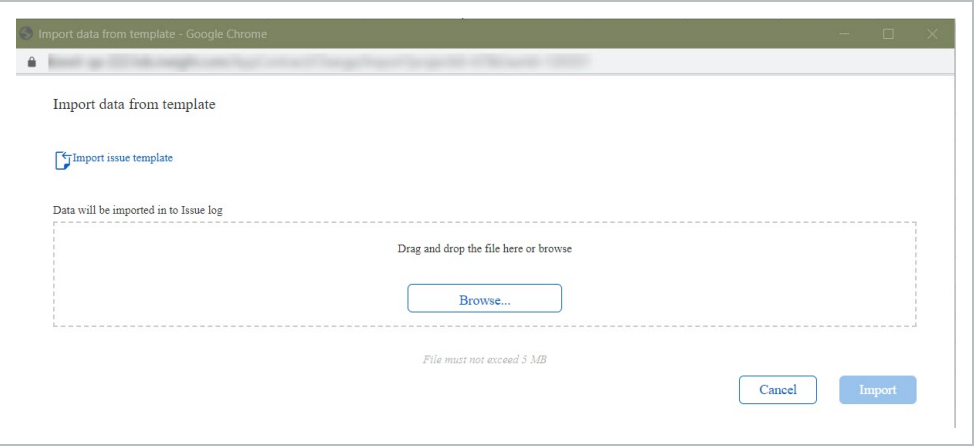 Import data from template - Google Chrome
Import data from template
Import issue template
Data will be imported in to Issue log
Drag and drop the file here or browse
Browse...
File must not exceed 5 MB
Cancel
Import